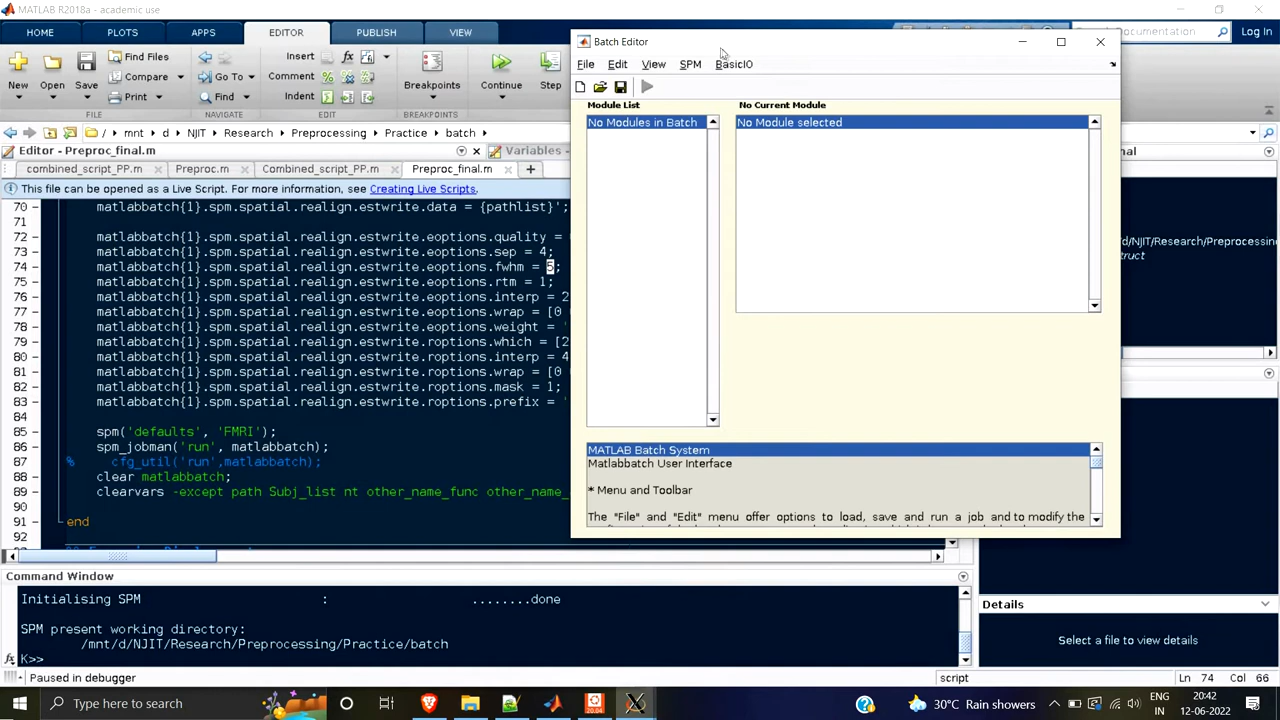 MATLAB R2018a - academic use
HOME PLOTS APPS EDITOR PUBLISH VIEW
Log In
Find Files
Compare
Print
Go To
Find
Insert
Comment
Indent
New Open Save
Breakpoints
Continue
Step
FILE NAVIGATE EDIT BREAKPOINTS
/ mnt d NJIT Research Preprocessing Practice batch
Editor - Preproc_final.m
Variables -
combined_script_PP.m Preproc.m Combined_script_PP.m Preproc_final.m
This file can be opened as a Live Script. For more information, see Creating Live Scripts.
70 matlabbatch{1}.spm.spatial.realign.estwrite.data = {pathlist}';
71
72 matlabbatch{1}.spm.spatial.realign.estwrite.eoptions.quality =
73 matlabbatch{1}.spm.spatial.realign.estwrite.eoptions.sep = 4;
74 matlabbatch{1}.spm.spatial.realign.estwrite.eoptions.fwhm = 5;
75 matlabbatch{1}.spm.spatial.realign.estwrite.eoptions.rtm = 1;
76 matlabbatch{1}.spm.spatial.realign.estwrite.eoptions.interp = 2
77 matlabbatch{1}.spm.spatial.realign.estwrite.eoptions.wrap = [0
78 matlabbatch{1}.spm.spatial.realign.estwrite.eoptions.weight = '
79 matlabbatch{1}.spm.spatial.realign.estwrite.roptions.which = [2
80 matlabbatch{1}.spm.spatial.realign.estwrite.roptions.interp = 4
81 matlabbatch{1}.spm.spatial.realign.estwrite.roptions.wrap = [0
82 matlabbatch{1}.spm.spatial.realign.estwrite.roptions.mask = 1;
83 matlabbatch{1}.spm.spatial.realign.estwrite.roptions.prefix = '
84
85 spm('defaults', 'FMRI');
86 spm_jobman('run', matlabbatch);
87 % cfg_util('run',matlabbatch);
88 clear matlabbatch;
89 clearvars -except path Subj_list nt other_name_func other_name_
90
91 end
92
Batch Editor
File Edit View SPM BasicIO
Module List
No Current Module
No Modules in Batch
No Module selected
MATLAB Batch System
Matlabbatch User Interface
* Menu and Toolbar
The "File" and "Edit" menu offer options to load, save and run a job and to modify the
d/NJIT/Research/Preprocessing
Command Window
Initialising SPM : ........done
SPM present working directory:
/mnt/d/NJIT/Research/Preprocessing/Practice/batch
K>>
Details
Select a file to view details
Paused in debugger
script
Ln 74 Col 66
Type here to search
20.04
30°C Rain showers
ENG
IN
20:42
12-06-2022